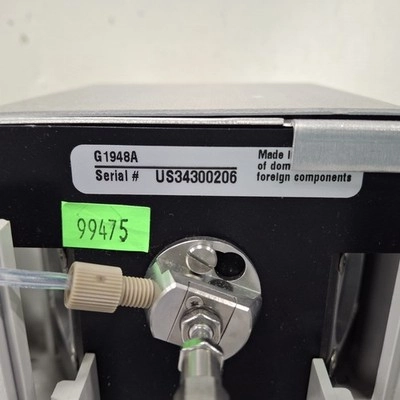 G1948A
Serial # US34300206
Made
of dom
foreign components
99475